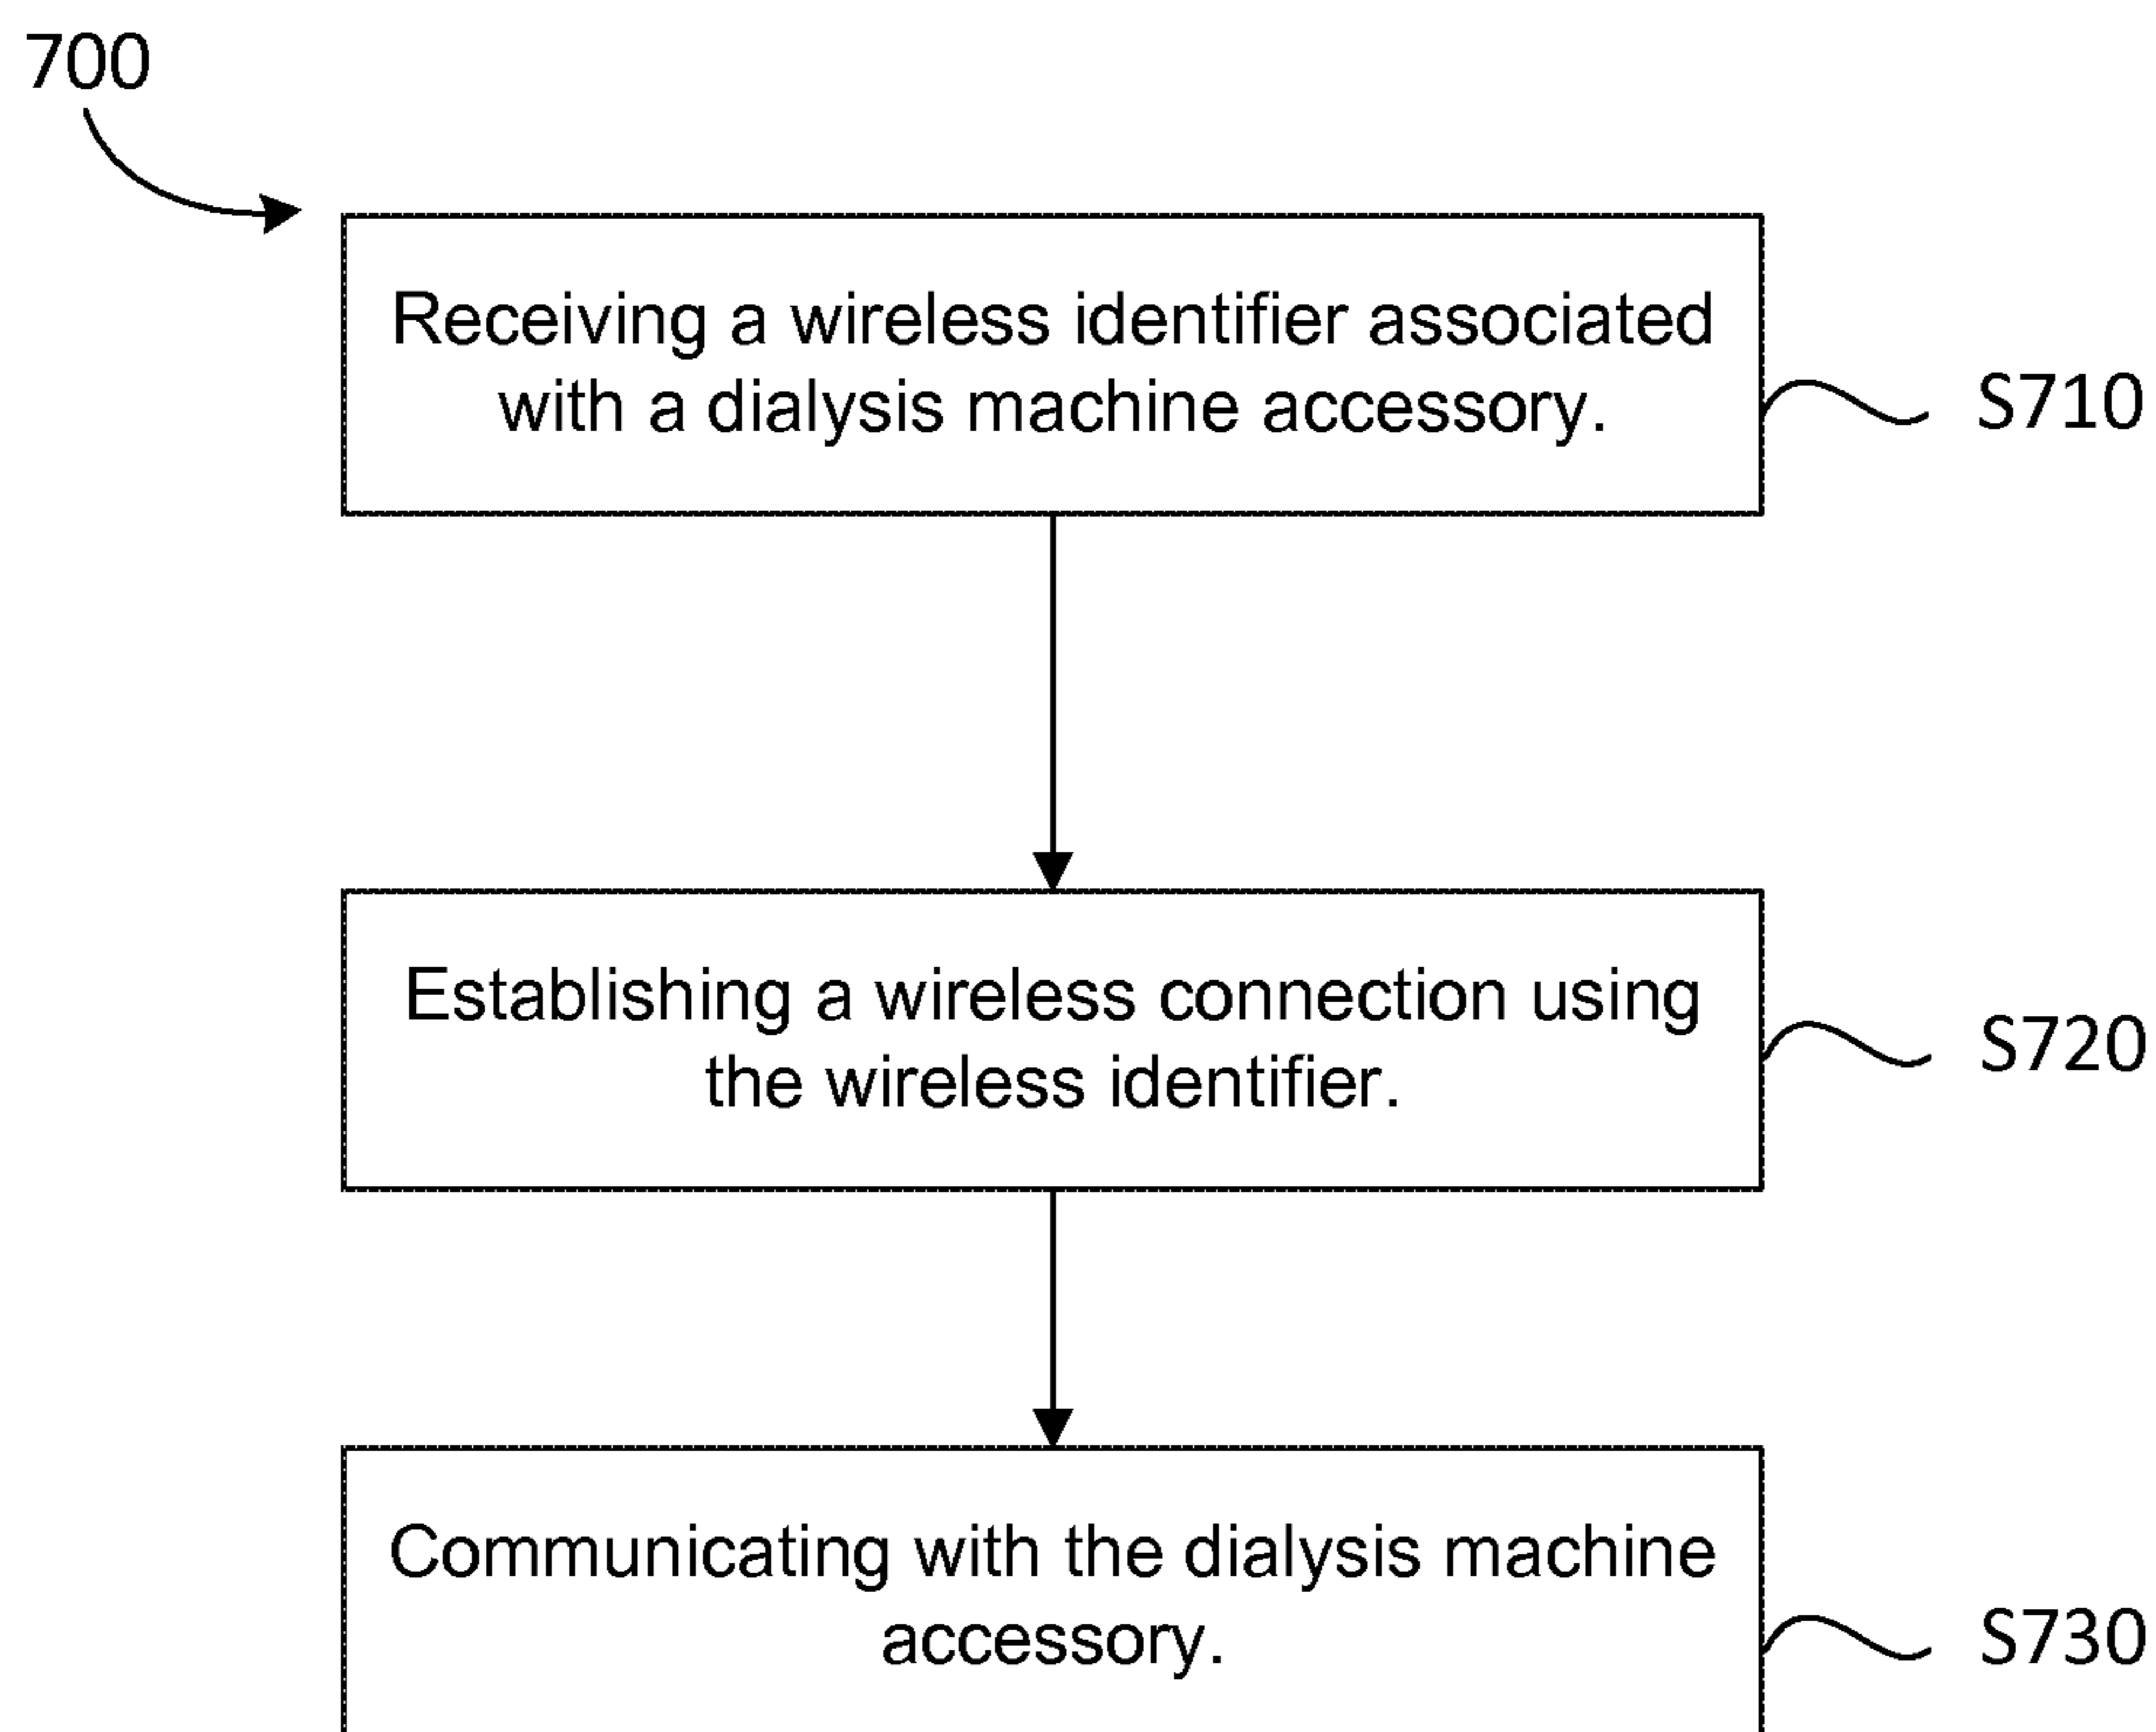 700
Receiving a wireless identifier associated
with a dialysis machine accessory.
S710
Establishing a wireless connection using
the wireless identifier.
S720
Communicating with the dialysis machine
accessory.
S730